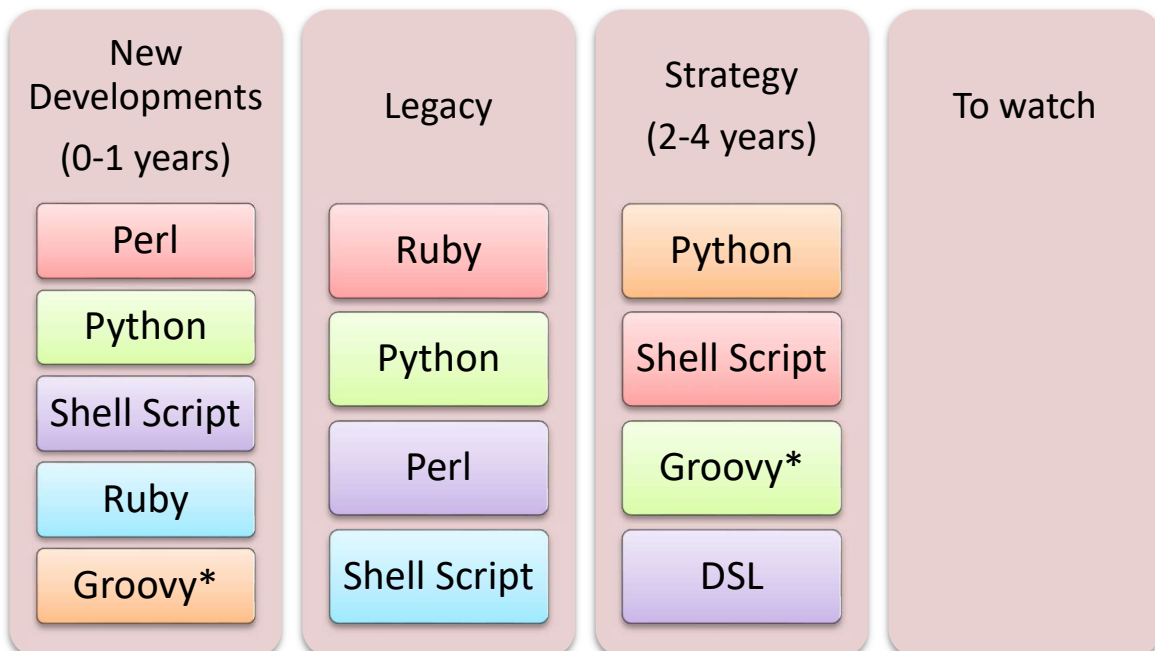 New
Developments
(0-1 years)
Perl
Python
Shell Script
Ruby
Groovy*
Legacy
Ruby
Python
Perl
Shell Script
Strategy
(2-4 years)
Python
Shell Script
Groovy*
DSL
To watch